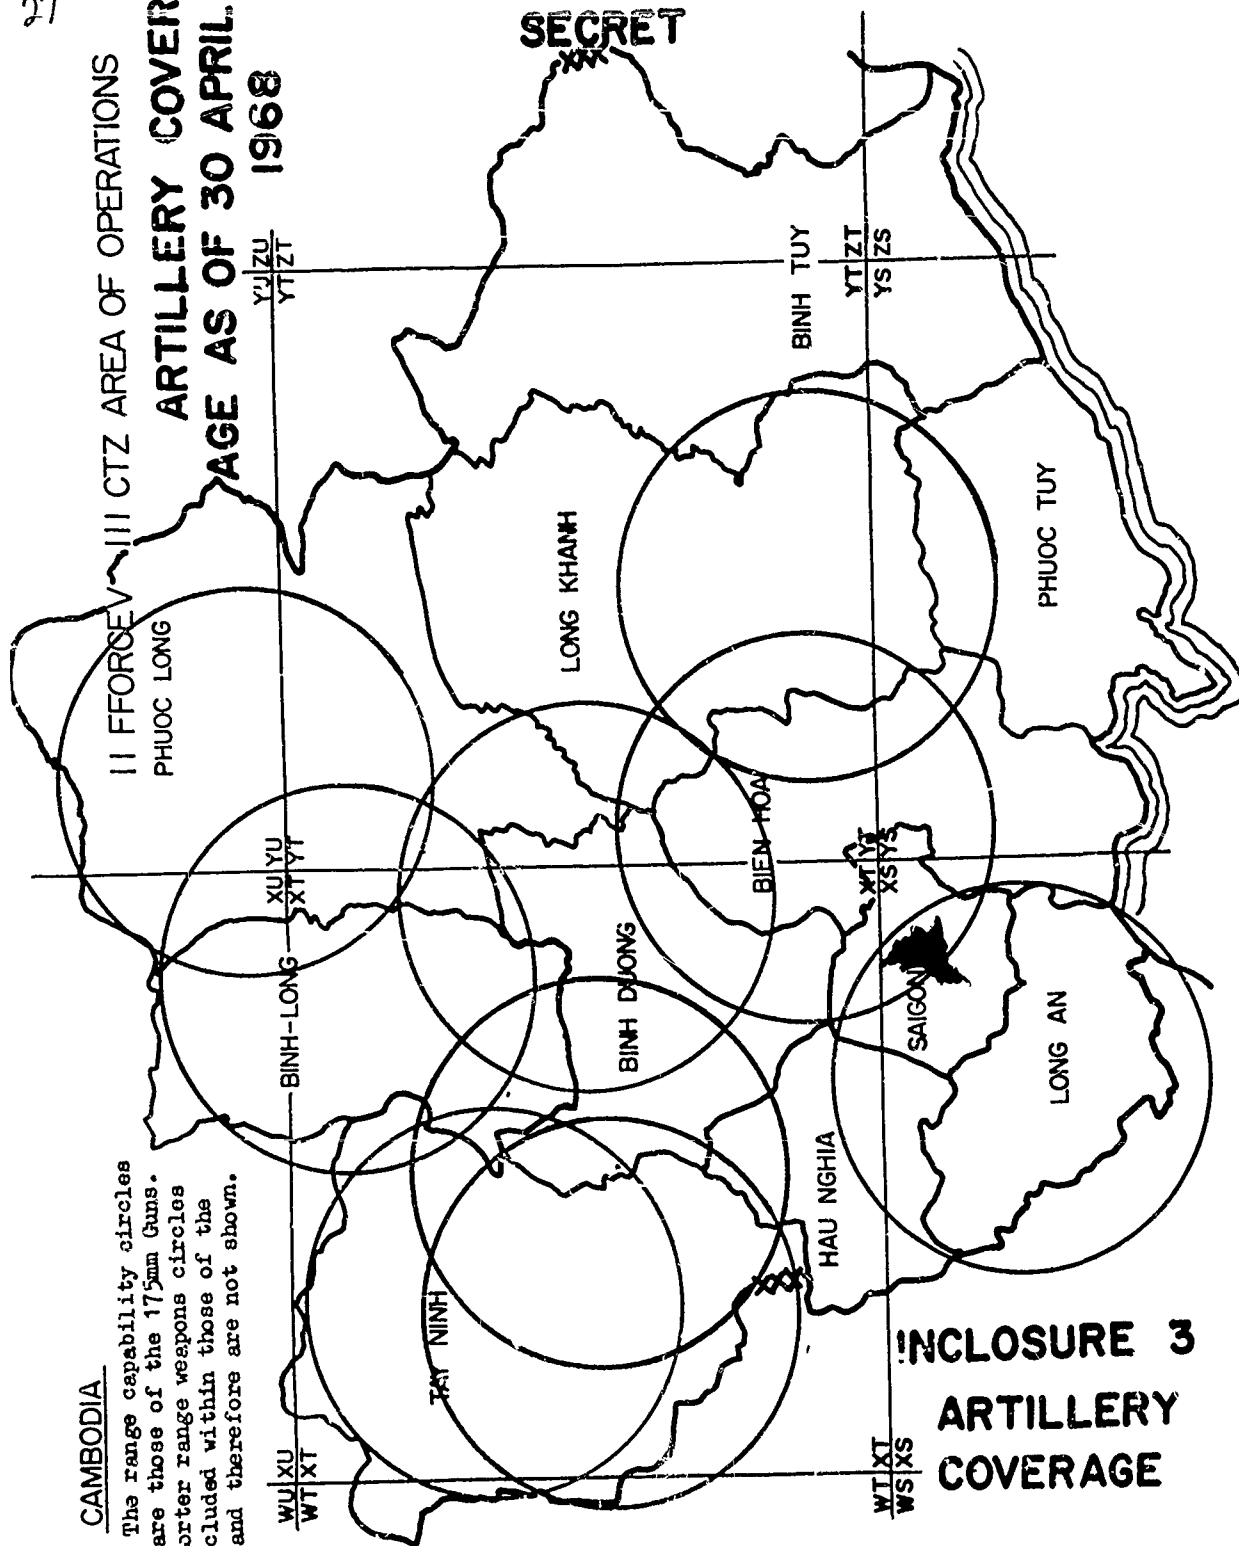 27
SECRET
XXX
II FFORCEV-III CTZ AREA OF OPERATIONS
ARTILLERY COVER
AGE AS OF 30 APRIL
1968
CAMBODIA
The range capability circles
are those of the 175mm Guns.
orter range weapons circles
cluded within those of the
and therefore are not shown.
PHUOC LONG
YU ZU
YT ZT
XU YU
XT YT
BINH-LONG
WU XU
WT XT
TAY NINH
LONG KHANH
BINH DUONG
BIEN HOA
BINH TUY
YT ZT
YS ZS
XT YT
XS YS
HAU NGHIA
XXX
SAIGON
WT XT
WS XS
PHUOC TUY
LONG AN
INCLOSURE 3
ARTILLERY
COVERAGE